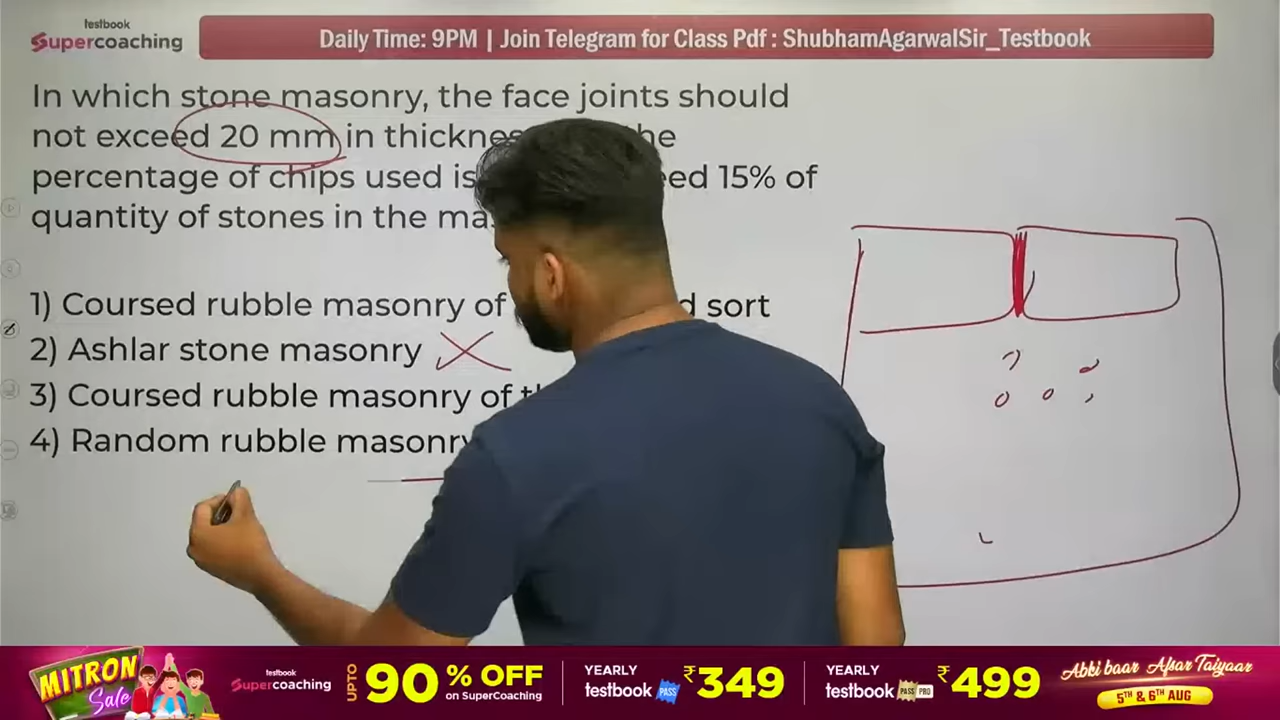 testbook
Supercoaching
Daily Time: 9PM | Join Telegram for Class Pdf : ShubhamAgarwalSir_Testbook
In which stone masonry, the face joints should
not exceed 20 mm in he
percentage of chips used is eed 15% of
quantity of stones in the
1) Coursed rubble masonry of d sort
2) Ashlar stone masonry
3) Coursed rubble masonry of
4) Random rubble masonry
MITRON
Sale
testbook
Supercoaching
UPTO 90% OFF
on SuperCoaching
YEARLY
testbook PASS
₹349
YEARLY
testbook PASS PRO
₹499
Abki baar Afsar Taiyaar
5TH & 6TH AUG